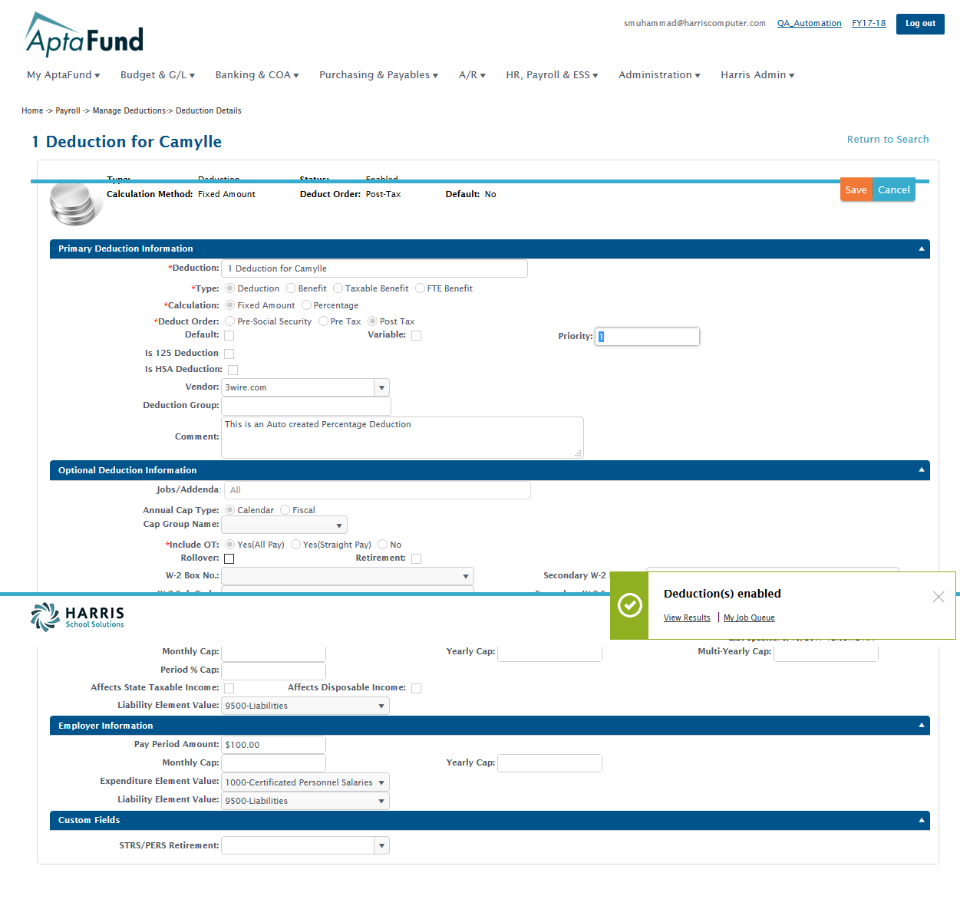 AptaFund
smuhammad@harriscomputer.com QA_Automation FY17-18 Log out
My AptaFund Budget & G/L Banking & COA Purchasing & Payables A/R HR, Payroll & ESS Administration Harris Admin
Home -> Payroll -> Manage Deductions-> Deduction Details
1 Deduction for Camylle Return to Search
Type: Deduction Status: Enabled
Calculation Method: Fixed Amount Deduct Order: Post-Tax Default: No Save Cancel
Primary Deduction Information
*Deduction: 1 Deduction for Camylle
*Type: Deduction Benefit Taxable Benefit FTE Benefit
*Calculation: Fixed Amount Percentage
*Deduct Order: Pre-Social Security Pre Tax Post Tax
Default: Variable: Priority: 1
Is 125 Deduction
Is HSA Deduction:
Vendor: 3wire.com
Deduction Group:
Comment: This is an Auto created Percentage Deduction
Optional Deduction Information
Jobs/Addenda: All
Annual Cap Type: Calendar Fiscal
Cap Group Name:
*Include OT: Yes(All Pay) Yes(Straight Pay) No
Rollover: Retirement:
W-2 Box No.: Secondary W-2
Deduction(s) enabled
View Results My Job Queue
HARRIS
School Solutions
Monthly Cap: Yearly Cap: Multi-Yearly Cap:
Period % Cap:
Affects State Taxable Income: Affects Disposable Income:
Liability Element Value: 9500-Liabilities
Employer Information
Pay Period Amount: $100.00
Monthly Cap: Yearly Cap:
Expenditure Element Value: 1000-Certificated Personnel Salaries
Liability Element Value: 9500-Liabilities
Custom Fields
STRS/PERS Retirement: